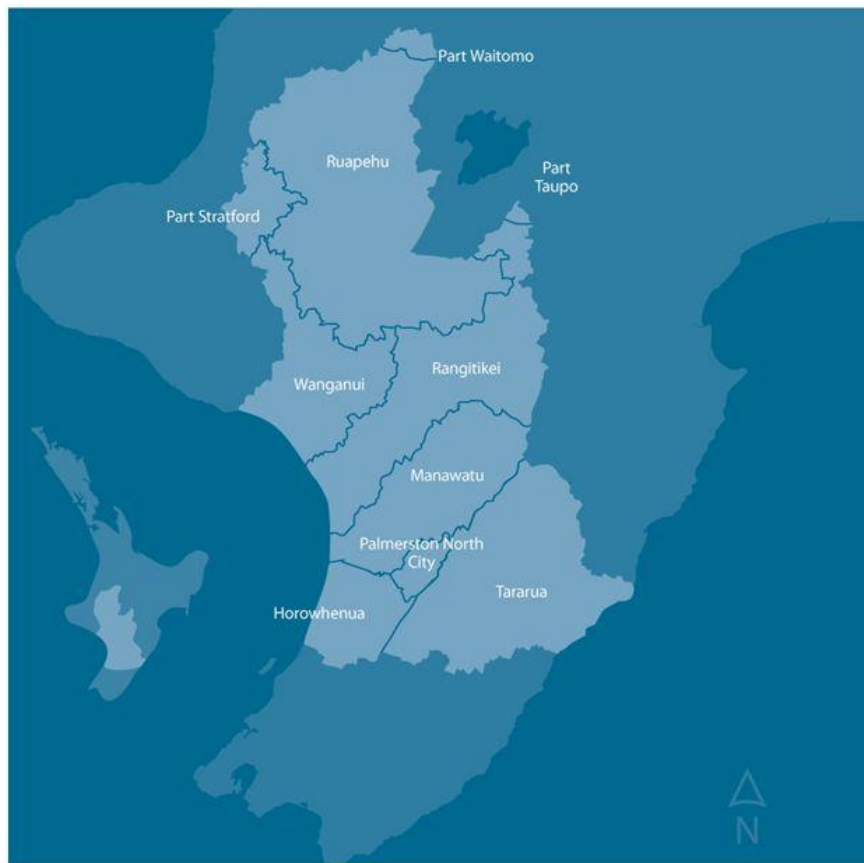 Part Waitomo
Ruapehu
Part
Taupo
Part Stratford
Rangitikei
Wanganui
Manawatu
Palmerston North
City
Tararua
Horowhenua
N